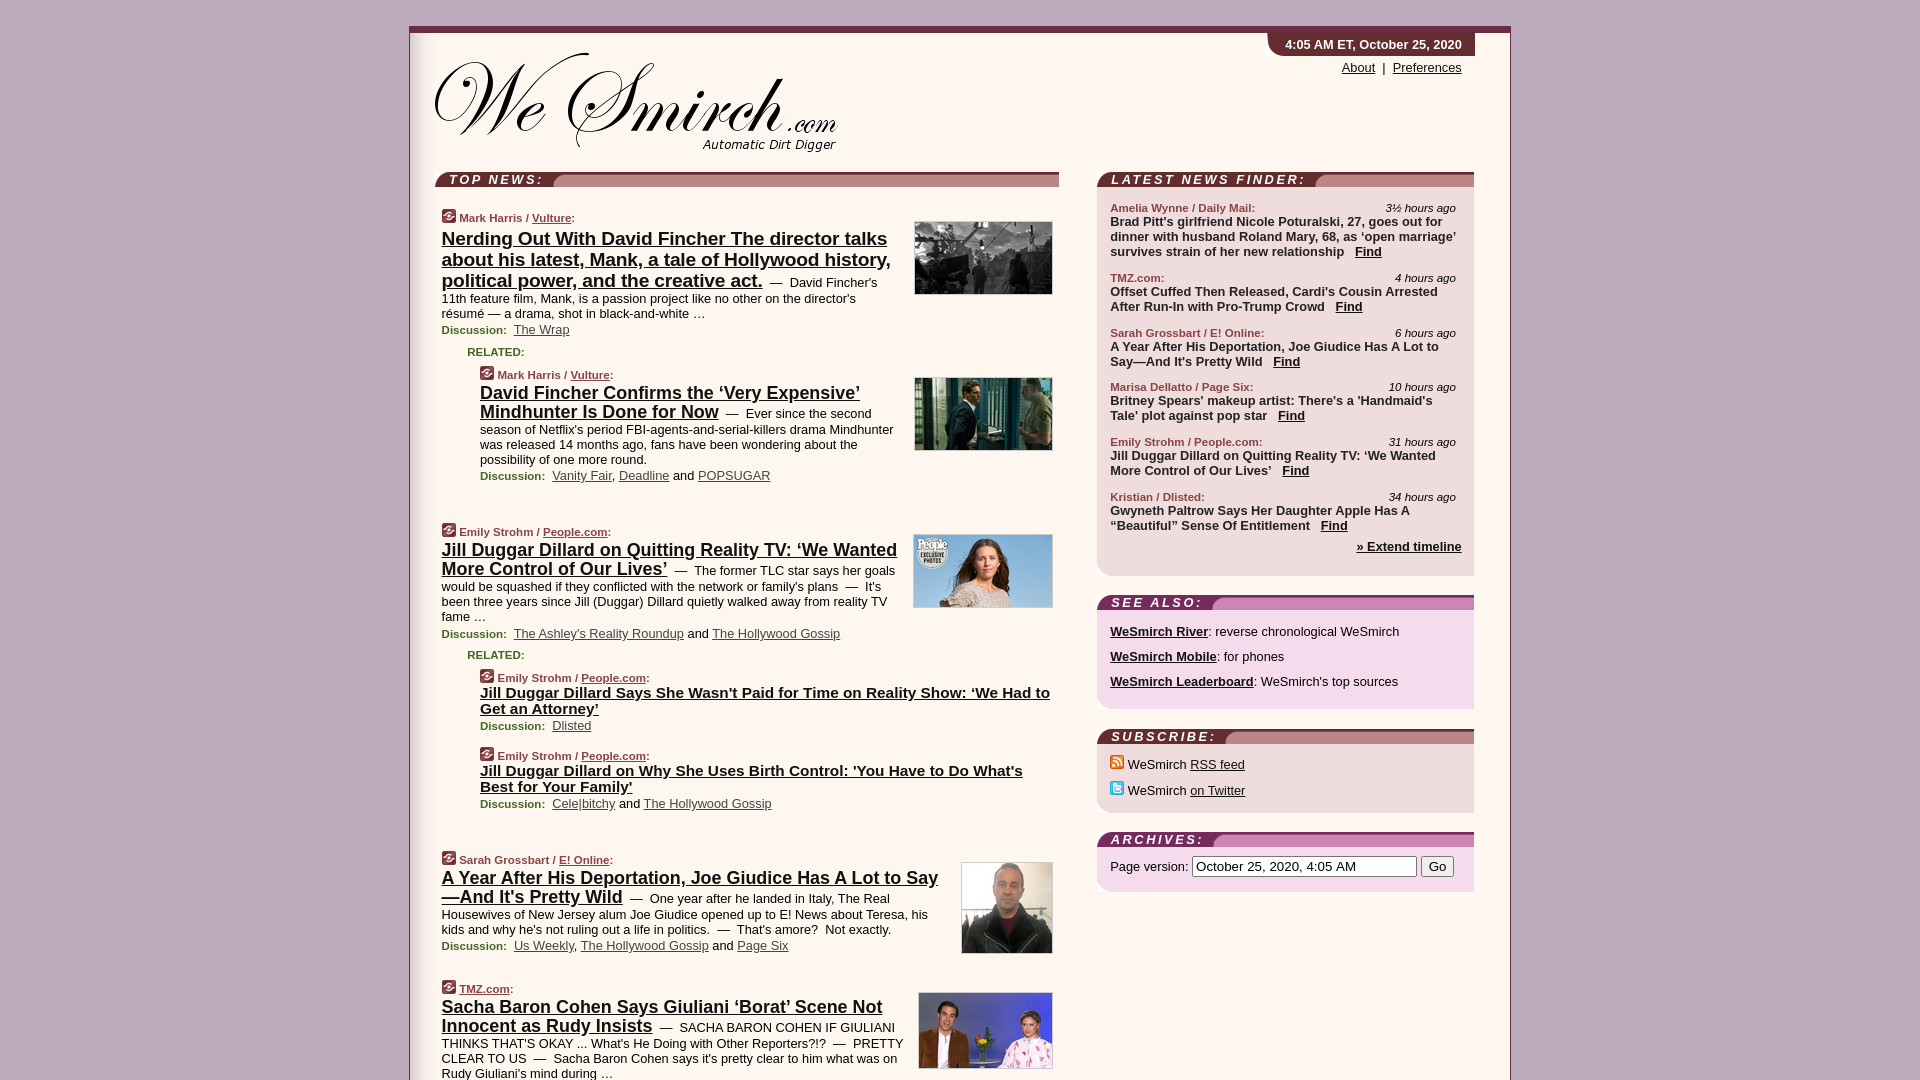 4:05 AM ET, October 25, 2020
About | Preferences
We Smirch .com
Automatic Dirt Digger
TOP NEWS:
Mark Harris / Vulture:
Nerding Out With David Fincher The director talks
about his latest, Mank, a tale of Hollywood history,
political power, and the creative act. — David Fincher's
11th feature film, Mank, is a passion project like no other on the director's
résumé — a drama, shot in black-and-white …
Discussion: The Wrap
RELATED:
Mark Harris / Vulture:
David Fincher Confirms the ‘Very Expensive’
Mindhunter Is Done for Now — Ever since the second
season of Netflix's period FBI-agents-and-serial-killers drama Mindhunter
was released 14 months ago, fans have been wondering about the
possibility of one more round.
Discussion: Vanity Fair, Deadline and POPSUGAR
Emily Strohm / People.com:
Jill Duggar Dillard on Quitting Reality TV: ‘We Wanted
More Control of Our Lives’ — The former TLC star says her goals
would be squashed if they conflicted with the network or family's plans — It's
been three years since Jill (Duggar) Dillard quietly walked away from reality TV
fame …
People
EXCLUSIVE
PHOTOS
Discussion: The Ashley's Reality Roundup and The Hollywood Gossip
RELATED:
Emily Strohm / People.com:
Jill Duggar Dillard Says She Wasn't Paid for Time on Reality Show: ‘We Had to
Get an Attorney’
Discussion: Dlisted
Emily Strohm / People.com:
Jill Duggar Dillard on Why She Uses Birth Control: 'You Have to Do What's
Best for Your Family'
Discussion: Cele|bitchy and The Hollywood Gossip
Sarah Grossbart / E! Online:
A Year After His Deportation, Joe Giudice Has A Lot to Say
—And It's Pretty Wild — One year after he landed in Italy, The Real
Housewives of New Jersey alum Joe Giudice opened up to E! News about Teresa, his
kids and why he's not ruling out a life in politics. — That's amore? Not exactly.
Discussion: Us Weekly, The Hollywood Gossip and Page Six
TMZ.com:
Sacha Baron Cohen Says Giuliani ‘Borat’ Scene Not
Innocent as Rudy Insists — SACHA BARON COHEN IF GIULIANI
THINKS THAT'S OKAY ... What's He Doing with Other Reporters?!? — PRETTY
CLEAR TO US — Sacha Baron Cohen says it's pretty clear to him what was on
Rudy Giuliani's mind during …
LATEST NEWS FINDER:
Amelia Wynne / Daily Mail: 3½ hours ago
Brad Pitt's girlfriend Nicole Poturalski, 27, goes out for
dinner with husband Roland Mary, 68, as ‘open marriage’
survives strain of her new relationship Find
TMZ.com: 4 hours ago
Offset Cuffed Then Released, Cardi's Cousin Arrested
After Run-In with Pro-Trump Crowd Find
Sarah Grossbart / E! Online: 6 hours ago
A Year After His Deportation, Joe Giudice Has A Lot to
Say—And It's Pretty Wild Find
Marisa Dellatto / Page Six: 10 hours ago
Britney Spears' makeup artist: There's a 'Handmaid's
Tale' plot against pop star Find
Emily Strohm / People.com: 31 hours ago
Jill Duggar Dillard on Quitting Reality TV: ‘We Wanted
More Control of Our Lives’ Find
Kristian / Dlisted: 34 hours ago
Gwyneth Paltrow Says Her Daughter Apple Has A
“Beautiful” Sense Of Entitlement Find
» Extend timeline
SEE ALSO:
WeSmirch River: reverse chronological WeSmirch
WeSmirch Mobile: for phones
WeSmirch Leaderboard: WeSmirch's top sources
SUBSCRIBE:
WeSmirch RSS feed
WeSmirch on Twitter
ARCHIVES:
Page version: October 25, 2020, 4:05 AM Go